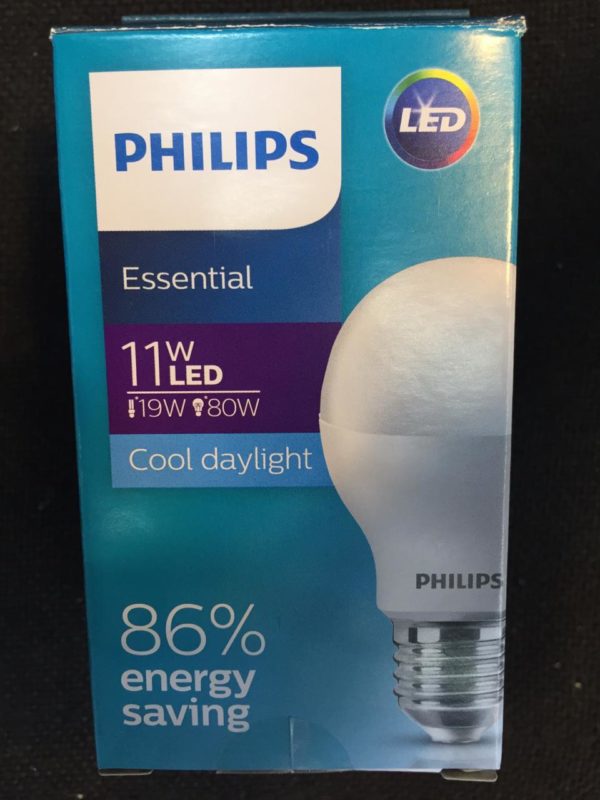 PHILIPS
LED
Essential
11W LED
*19W *80W
Cool daylight
PHILIPS
86%
energy
saving